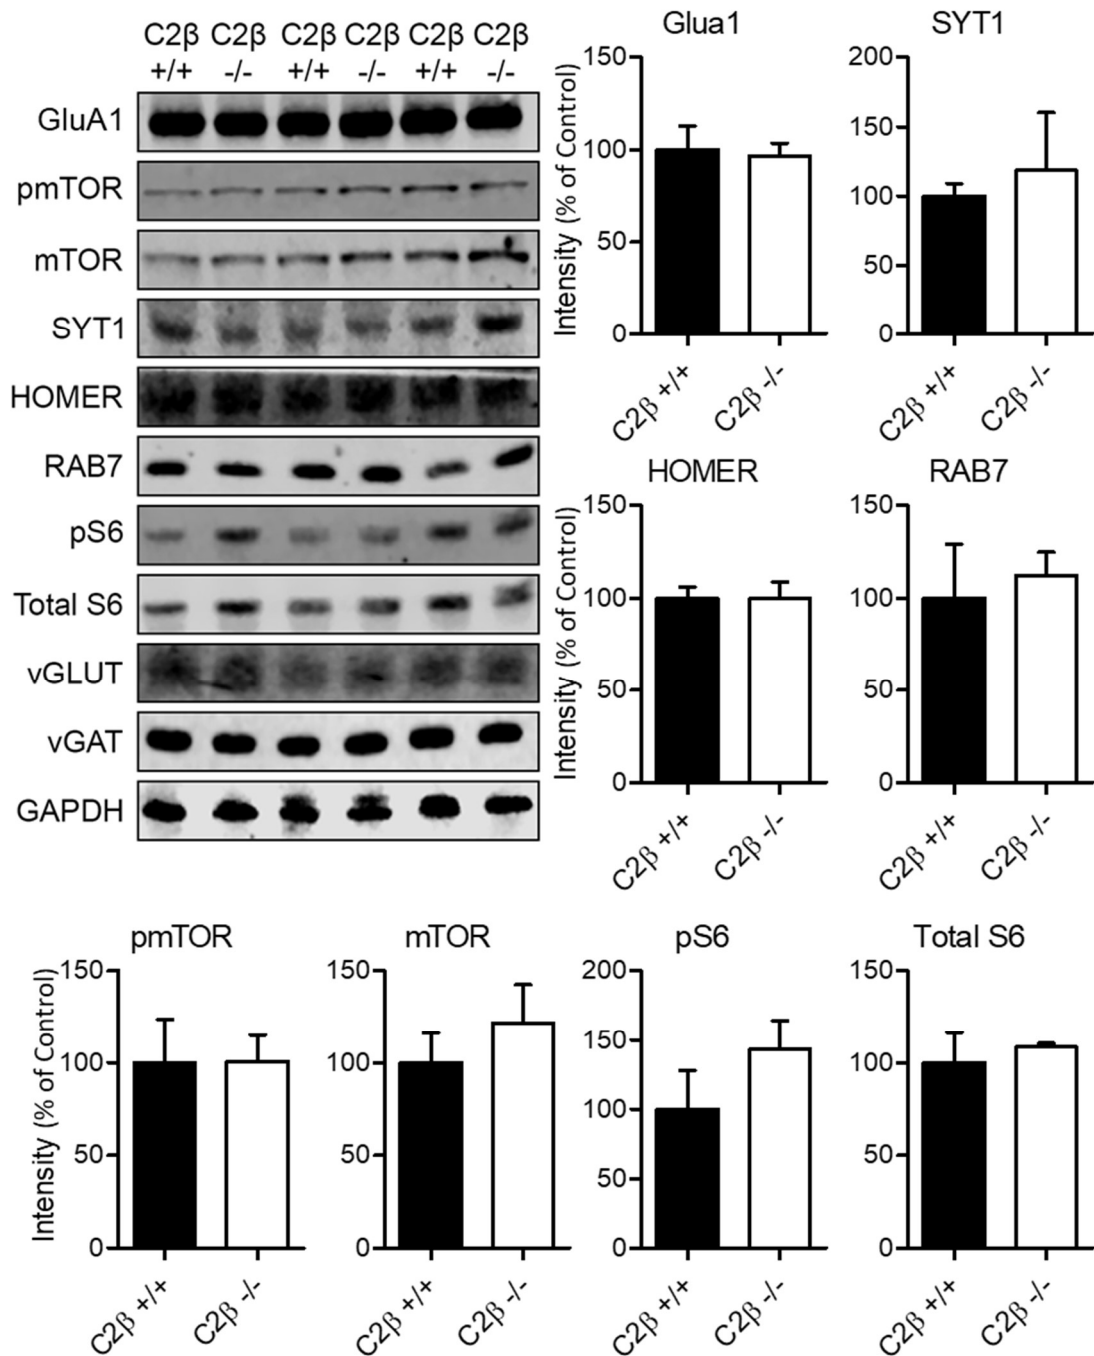 C2β C2β C2β C2β C2β C2β
+/+ -/- +/+ -/- +/+ -/-
GluA1
pmTOR
mTOR
SYT1
HOMER
RAB7
pS6
Total S6
vGLUT
vGAT
GAPDH
Glua1
Intensity (% of Control)
150
100
50
0
C2β +/+
C2β -/-
SYT1
200
150
100
50
0
C2β +/+
C2β -/-
HOMER
Intensity (% of Control)
150
100
50
0
C2β +/+
C2β -/-
RAB7
150
100
50
0
C2β +/+
C2β -/-
pmTOR
Intensity (% of Control)
150
100
50
0
C2β +/+
C2β -/-
mTOR
150
100
50
0
C2β +/+
C2β -/-
pS6
200
150
100
50
0
C2β +/+
C2β -/-
Total S6
150
100
50
0
C2β +/+
C2β -/-